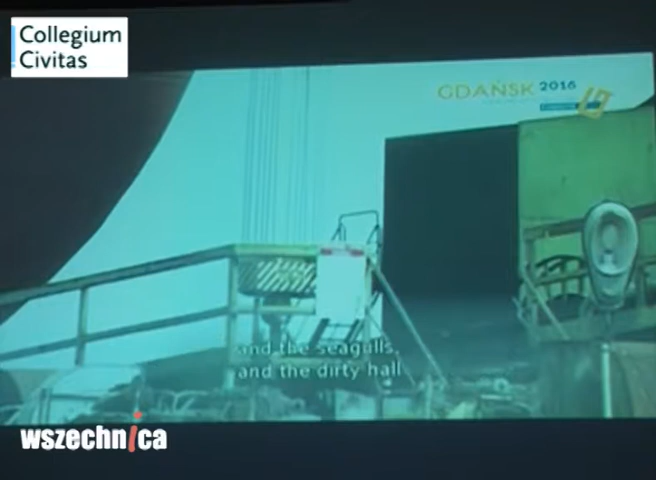 Collegium
Civitas
GDAŃSK 2016
and the seagulls,
and the dirty hall
wszechnica